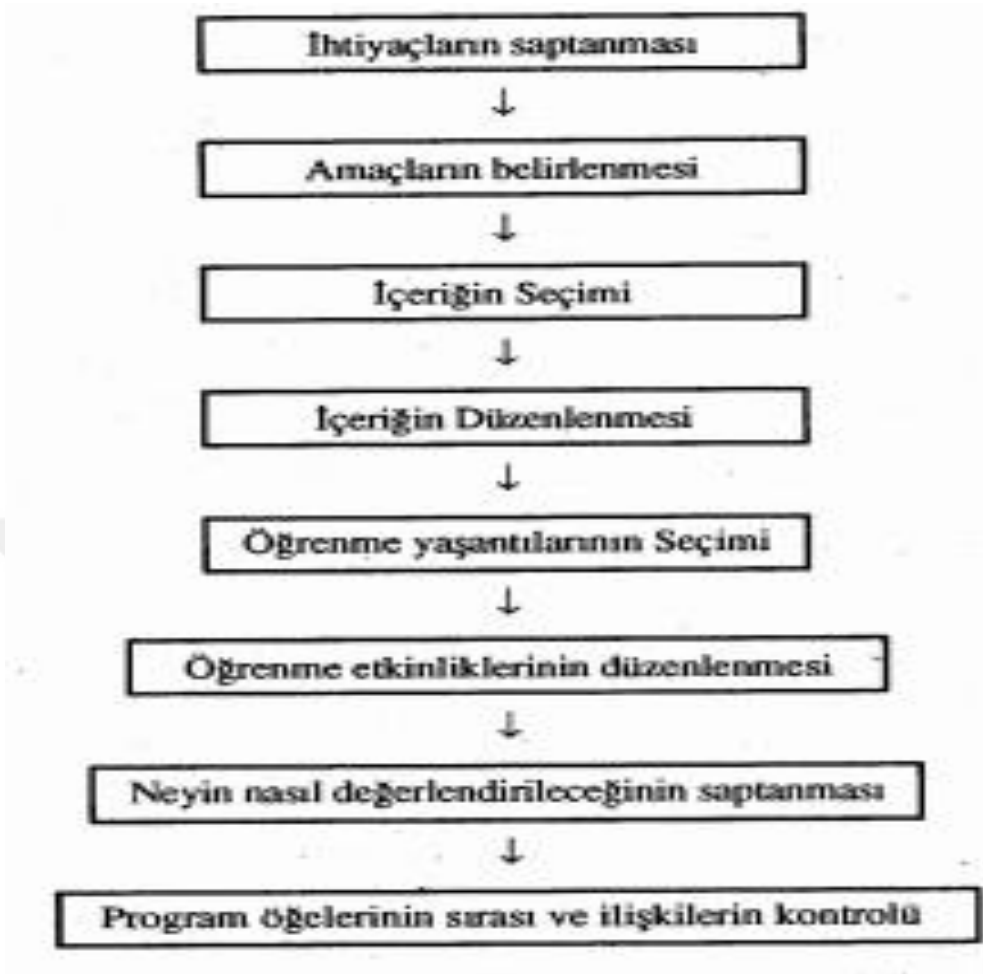 İhtiyaçların saptanması
↓
Amaçların belirlenmesi
↓
İçeriğin Seçimi
↓
İçeriğin Düzenlenmesi
↓
Öğrenme yaşantılarının Seçimi
↓
Öğrenme etkinliklerinin düzenlenmesi
↓
Neyin nasıl değerlendirileceğinin saptanması
↓
Program öğelerinin sırası ve ilişkilerin kontrolü